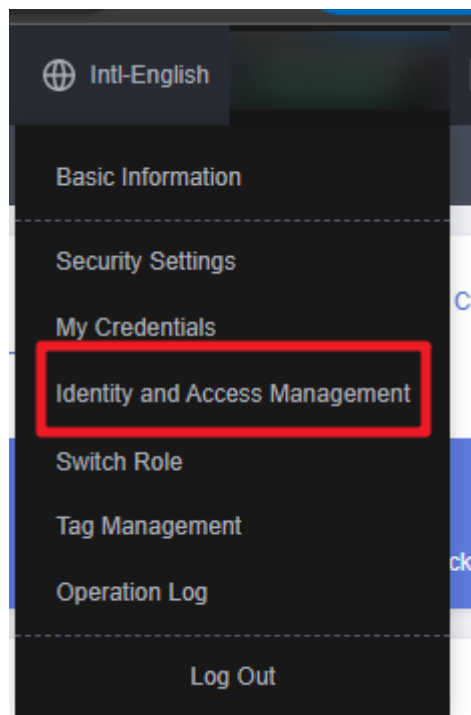 Intl-English
Basic Information
Security Settings
My Credentials
Identity and Access Management
Switch Role
Tag Management
Operation Log
Log Out